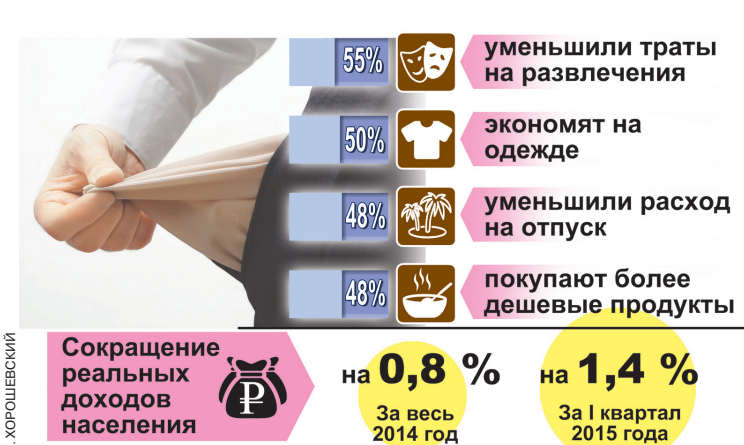 55%
уменьшили траты
на развлечения
50%
экономят на
одежде
48%
уменьшили расход
на отпуск
48%
покупают более
дешевые продукты
Сокращение
реальных
доходов
населения
₽
на 0,8 %
За весь
2014 год
на 1,4 %
За I квартал
2015 года
. ХОРОШЕВСКИЙ